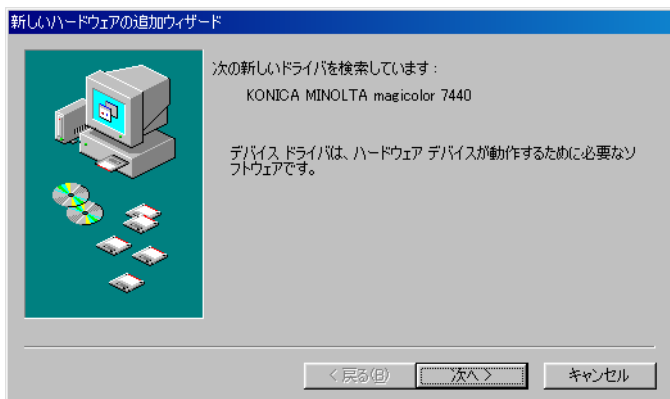 新しいハードウェアの追加ウィザード
次の新しいドライバを検索しています：
KONICA MINOLTA magicolor 7440
デバイス ドライバは、ハードウェア デバイスが動作するために必要なソ
フトウェアです。
< 戻る(B)
次へ >
キャンセル